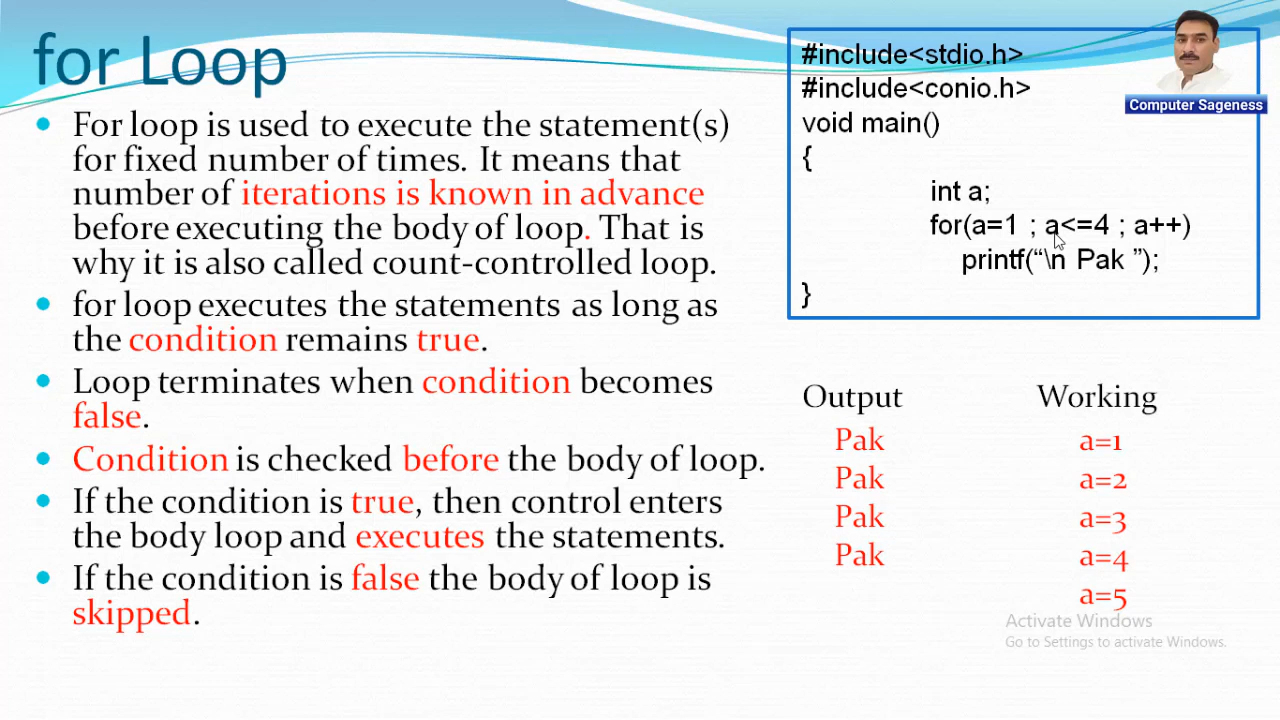 for Loop
• For loop is used to execute the statement(s)
for fixed number of times. It means that
number of iterations is known in advance
before executing the body of loop. That is
why it is also called count-controlled loop.
• for loop executes the statements as long as
the condition remains true.
• Loop terminates when condition becomes
false.
• Condition is checked before the body of loop.
• If the condition is true, then control enters
the body loop and executes the statements.
• If the condition is false the body of loop is
skipped.
#include<stdio.h>
#include<conio.h>
void main()
{
int a;
for(a=1 ; a<=4 ; a++)
printf(“\n Pak ”);
}
Computer Sageness
Output Working
Pak a=1
Pak a=2
Pak a=3
Pak a=4
a=5
Activate Windows
Go to Settings to activate Windows.